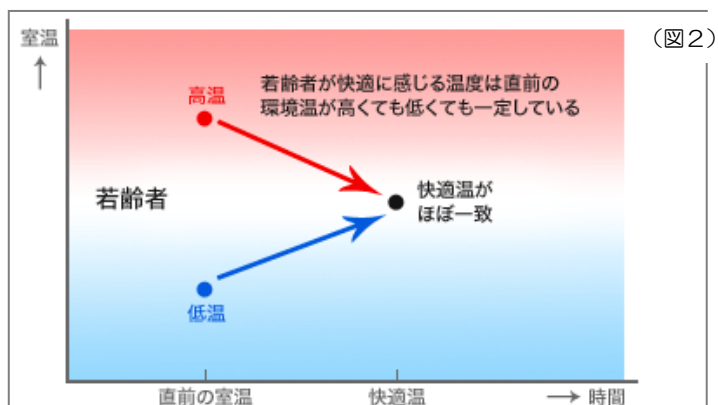 (図2)
室温
若齢者が快適に感じる温度は直前の
環境温が高くても低くても一定している
高温
若齢者
快適温が
ほぼ一致
低温
直前の室温
快適温
時間